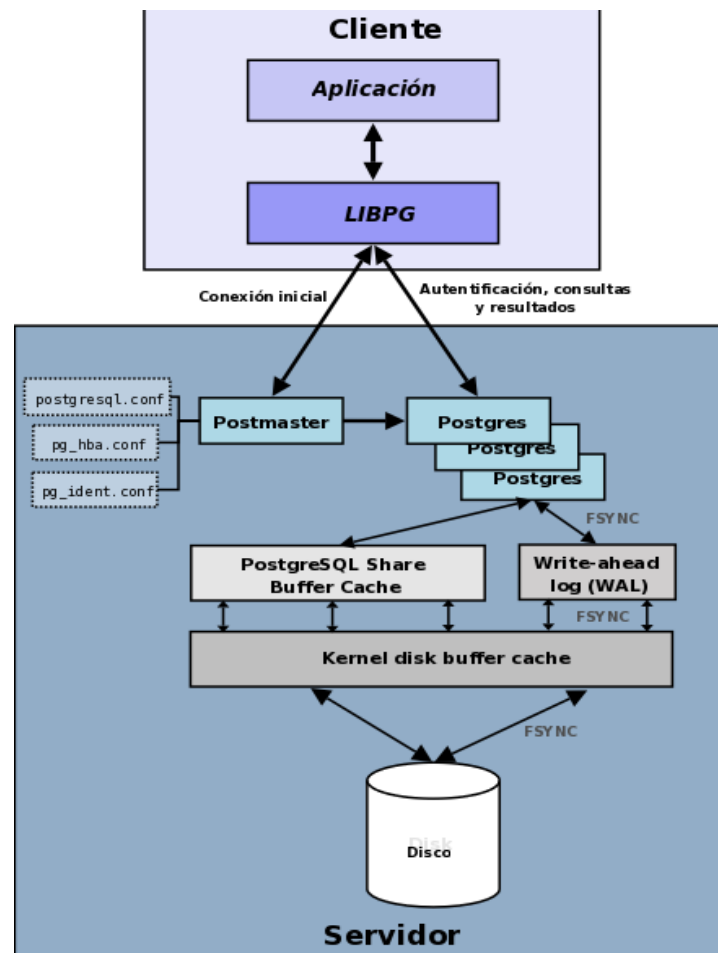 Cliente
Aplicación
LIBPG
Conexión inicial
Autentificación, consultas
y resultados
postgresql.conf
pg_hba.conf
pg_ident.conf
Postmaster
Postgres
Postgres
Postgres
FSYNC
PostgreSQL Share
Buffer Cache
Write-ahead
log (WAL)
FSYNC
Kernel disk buffer cache
FSYNC
Disk
Disco
Servidor